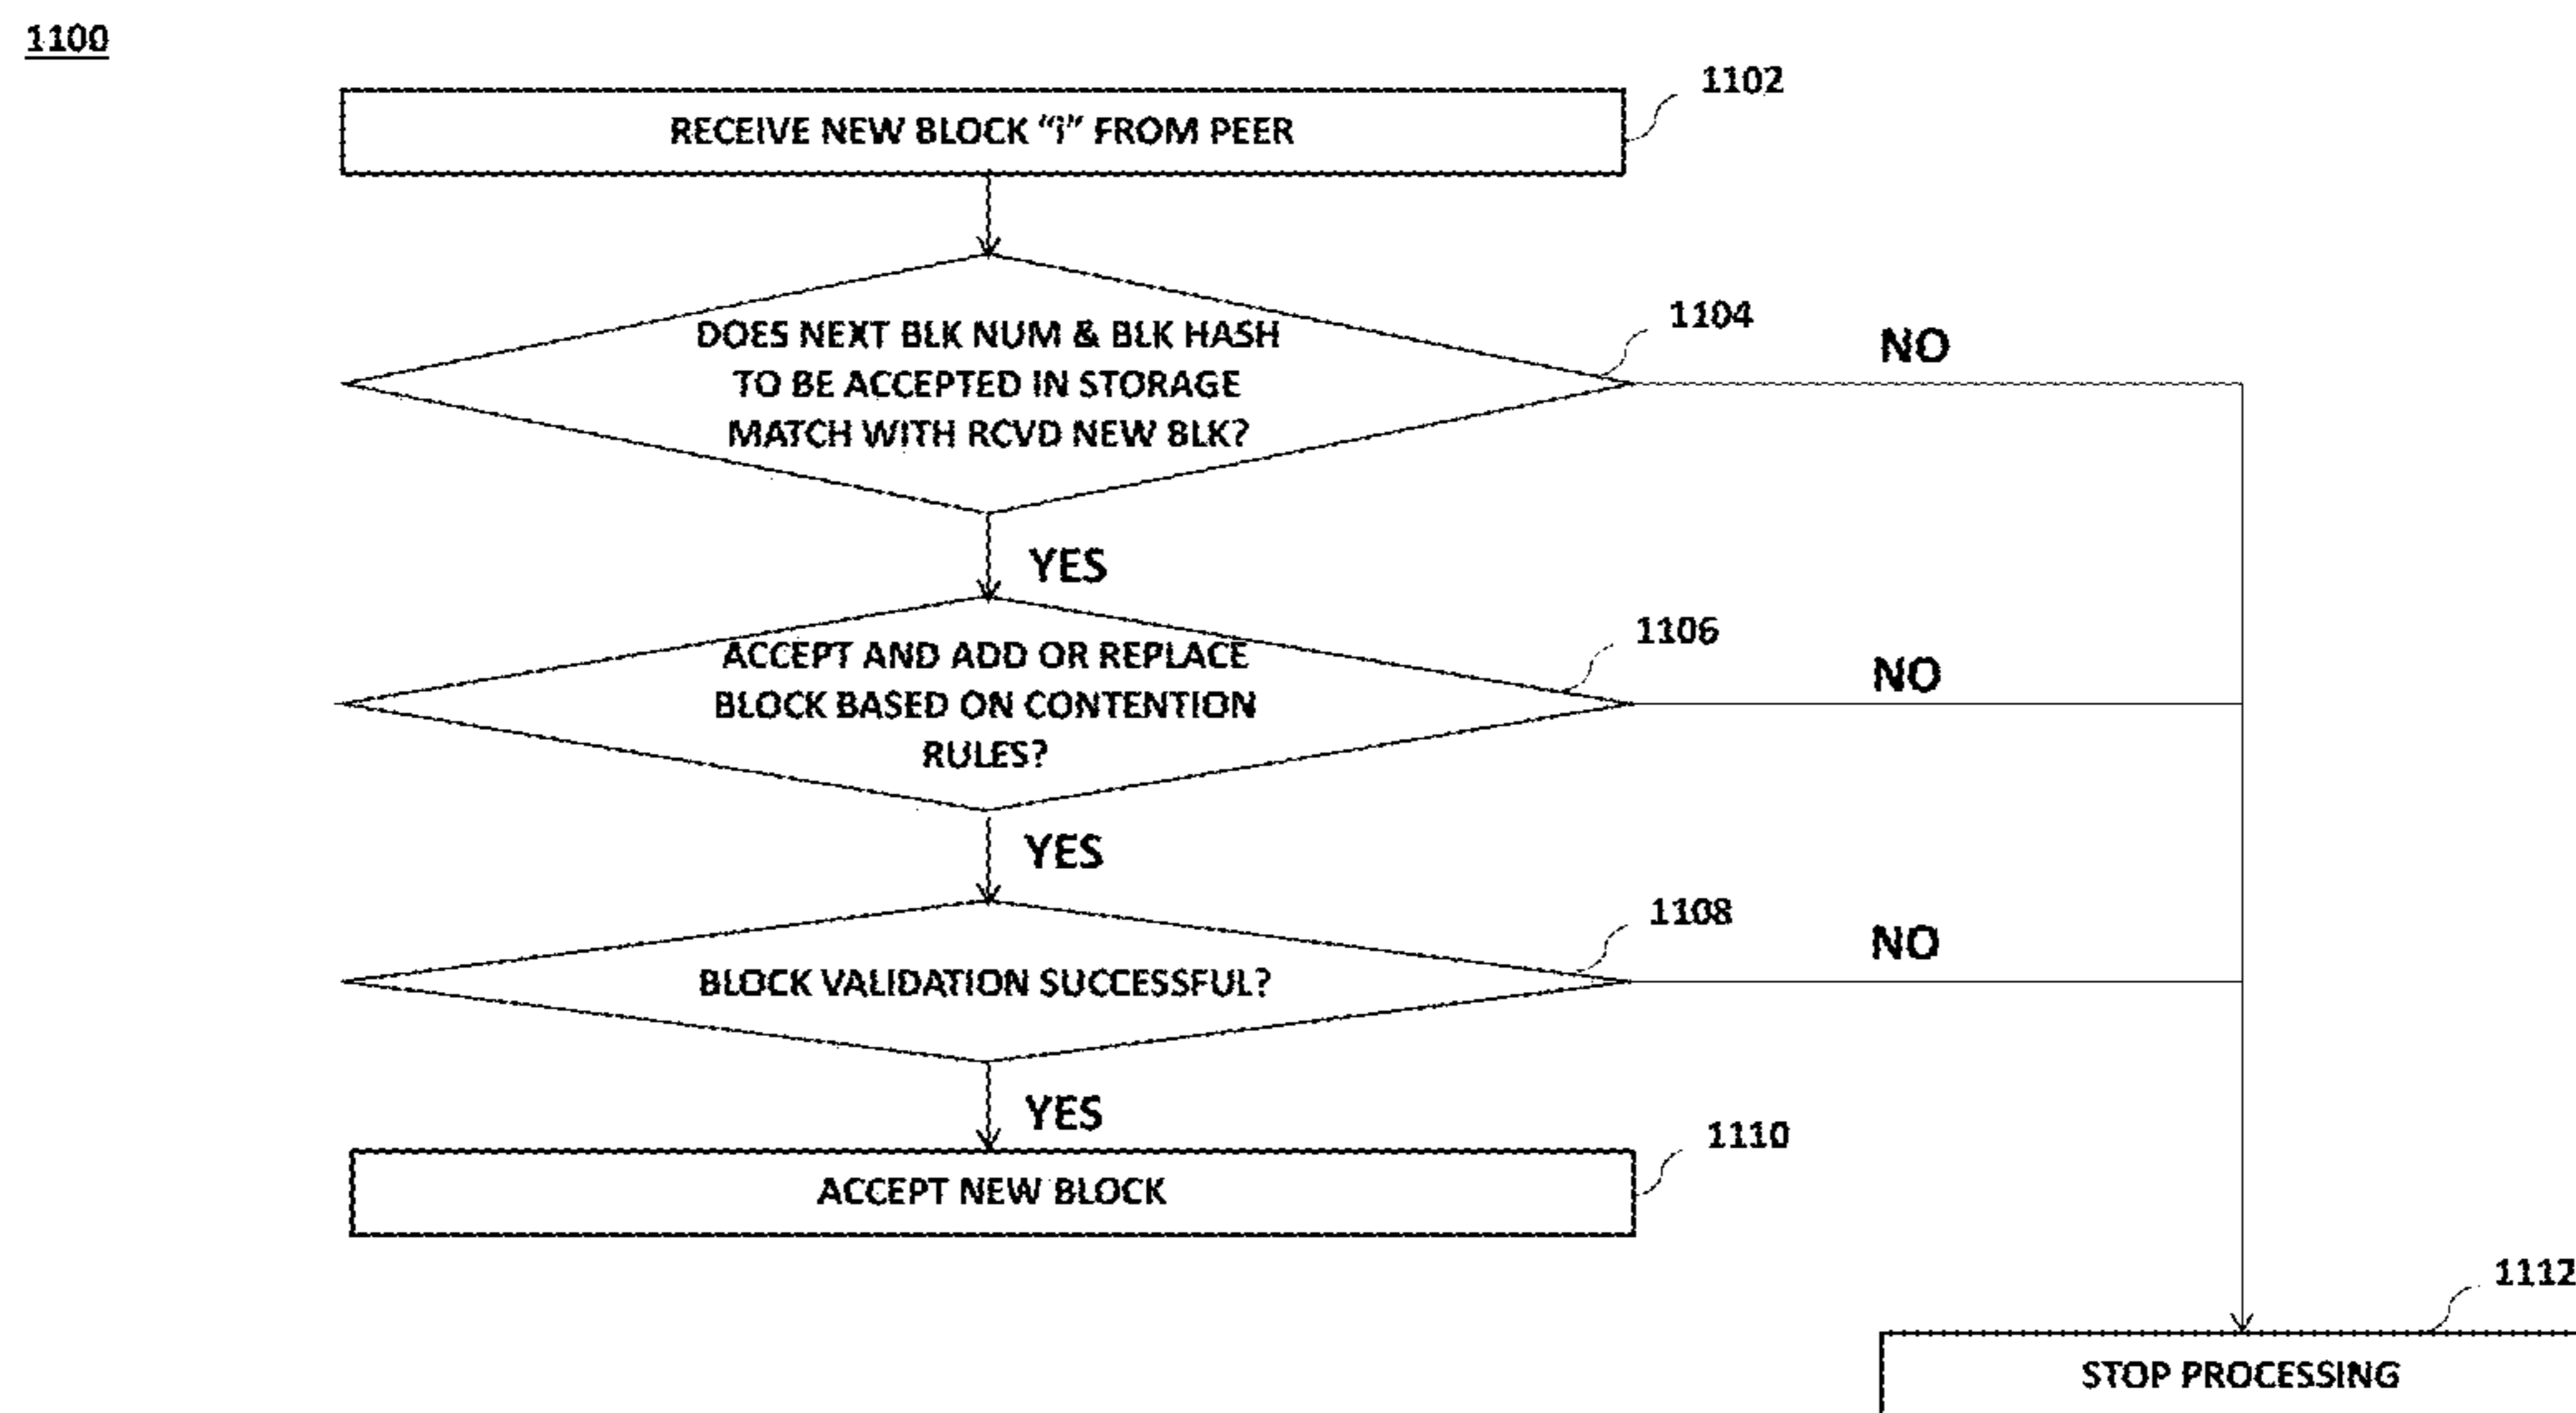 1100
1102
RECEIVE NEW BLOCK “i” FROM PEER
1104
DOES NEXT BLK NUM & BLK HASH
TO BE ACCEPTED IN STORAGE
MATCH WITH RCVD NEW BLK?
NO
YES
1106
ACCEPT AND ADD OR REPLACE
BLOCK BASED ON CONTENTION
RULES?
NO
YES
1108
BLOCK VALIDATION SUCCESSFUL?
NO
YES
1110
ACCEPT NEW BLOCK
1112
STOP PROCESSING